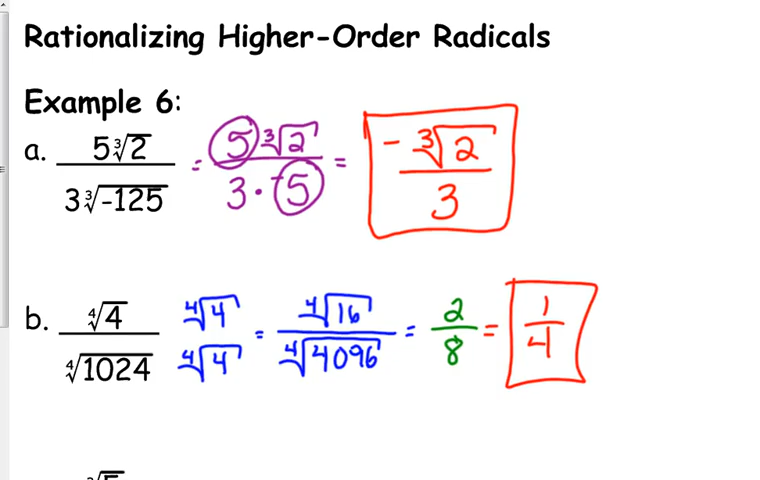 Rationalizing Higher-Order Radicals
Example 6:
a. 5∛2 / 3∛-125 = 5∛2 / 3·-5 = -∛2 / 3
b. ∜4 / ∜1024 ∜4 / ∜4 = ∜16 / ∜4096 = 2/8 = 1/4